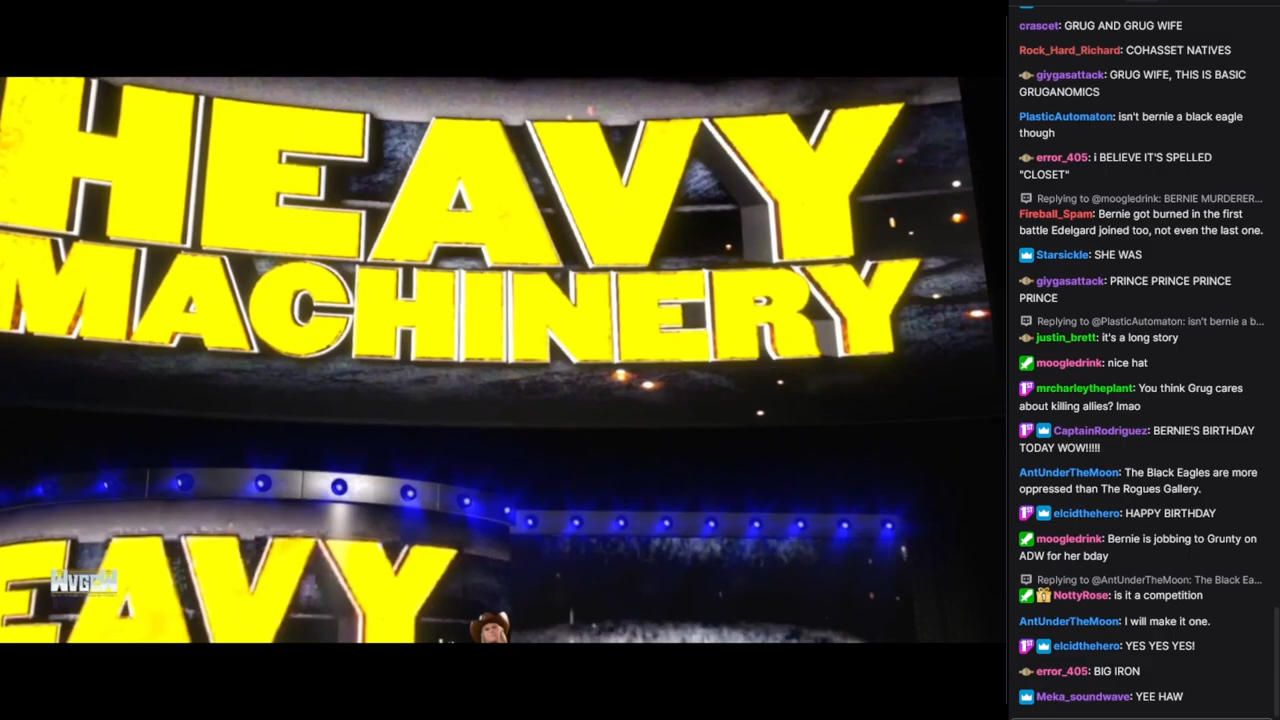 HEAVY
MACHINERY
EAVY
WVGCW
crascet: GRUG AND GRUG WIFE
Rock_Hard_Richard: COHASSET NATIVES
giygasattack: GRUG WIFE, THIS IS BASIC
GRUGANOMICS
PlasticAutomaton: isn't bernie a black eagle
though
error_405: i BELIEVE IT'S SPELLED
"CLOSET"
Replying to @moogledrink: BERNIE MURDERER...
Fireball_Spam: Bernie got burned in the first
battle Edelgard joined too, not even the last one.
Starsickle: SHE WAS
giygasattack: PRINCE PRINCE PRINCE
PRINCE
Replying to @PlasticAutomaton: isn't bernie a b...
justin_brett: it's a long story
moogledrink: nice hat
1ST mrcharleytheplant: You think Grug cares
about killing allies? lmao
1ST CaptainRodriguez: BERNIE'S BIRTHDAY
TODAY WOW!!!!!
AntUnderTheMoon: The Black Eagles are more
oppressed than The Rogues Gallery.
1ST elcidthehero: HAPPY BIRTHDAY
moogledrink: Bernie is jobbing to Grunty on
ADW for her bday
Replying to @AntUnderTheMoon: The Black Ea...
NottyRose: is it a competition
AntUnderTheMoon: I will make it one.
1ST elcidthehero: YES YES YES!
error_405: BIG IRON
Meka_soundwave: YEE HAW